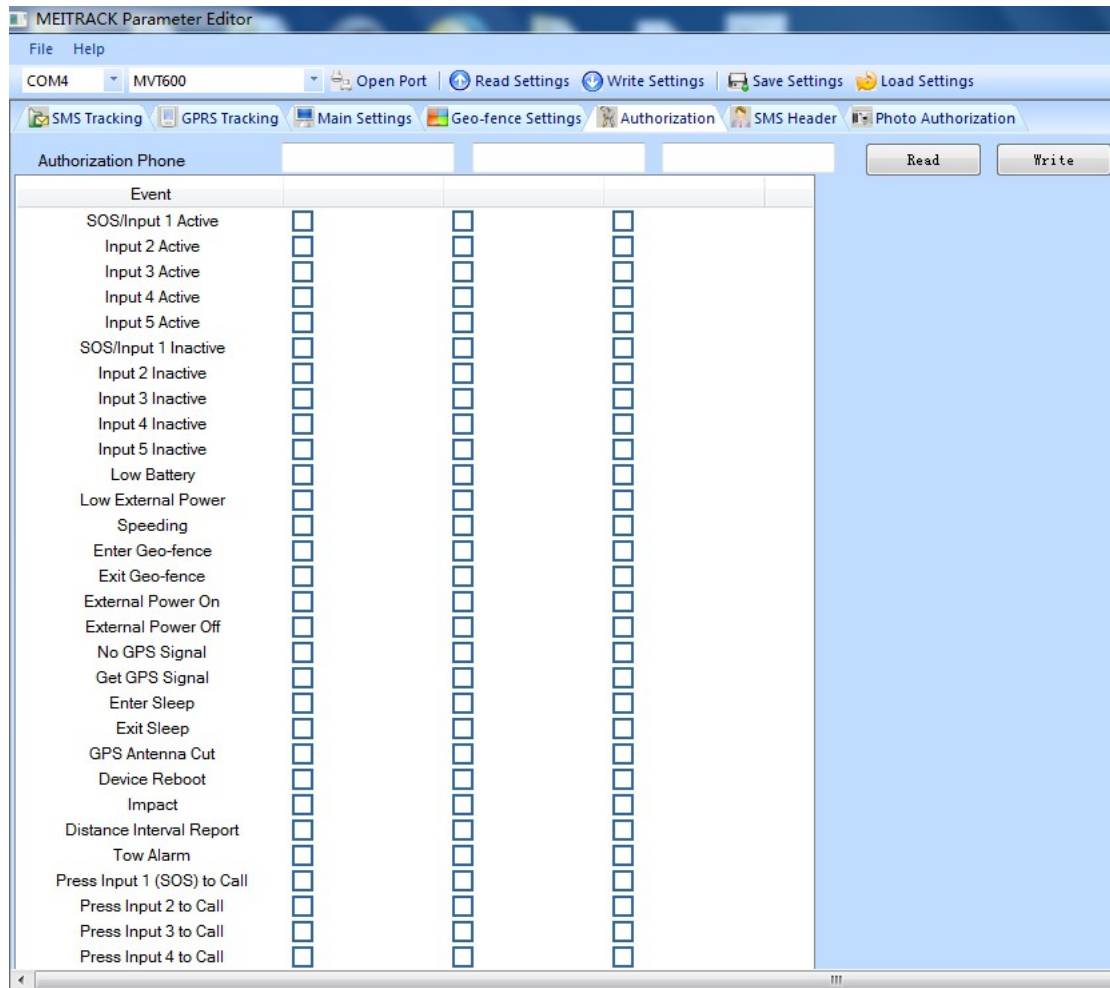 MEITRACK Parameter Editor
File Help
COM4 MVT600 Open Port Read Settings Write Settings Save Settings Load Settings
SMS Tracking GPRS Tracking Main Settings Geo-fence Settings Authorization SMS Header Photo Authorization
Authorization Phone Read Write
Event
SOS/Input 1 Active
Input 2 Active
Input 3 Active
Input 4 Active
Input 5 Active
SOS/Input 1 Inactive
Input 2 Inactive
Input 3 Inactive
Input 4 Inactive
Input 5 Inactive
Low Battery
Low External Power
Speeding
Enter Geo-fence
Exit Geo-fence
External Power On
External Power Off
No GPS Signal
Get GPS Signal
Enter Sleep
Exit Sleep
GPS Antenna Cut
Device Reboot
Impact
Distance Interval Report
Tow Alarm
Press Input 1 (SOS) to Call
Press Input 2 to Call
Press Input 3 to Call
Press Input 4 to Call